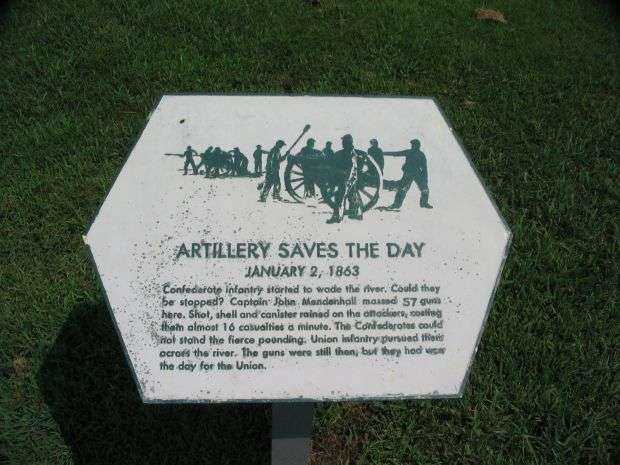 ARTILLERY SAVES THE DAY
JANUARY 2, 1863
Confederate infantry started to wade the river. Could they
be stopped? Captain John Mendenhall massed 57 guns
here. Shot, shell and canister rained on the attackers, costing
them almost 16 casualties a minute. The Confederates could
not stand the fierce pounding. Union infantry pursued them
across the river. The guns were still then, but they had won
the day for the Union.